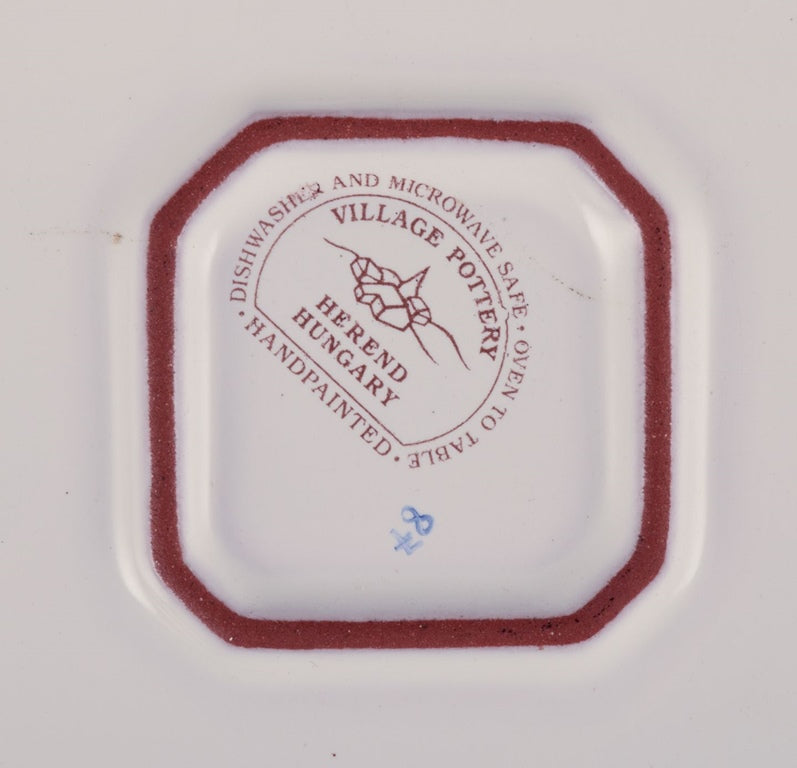 DISHWASHER AND MICROWAVE SAFE • OVEN TO TABLE •
VILLAGE POTTERY
HEREND
HUNGARY
HANDPAINTED •